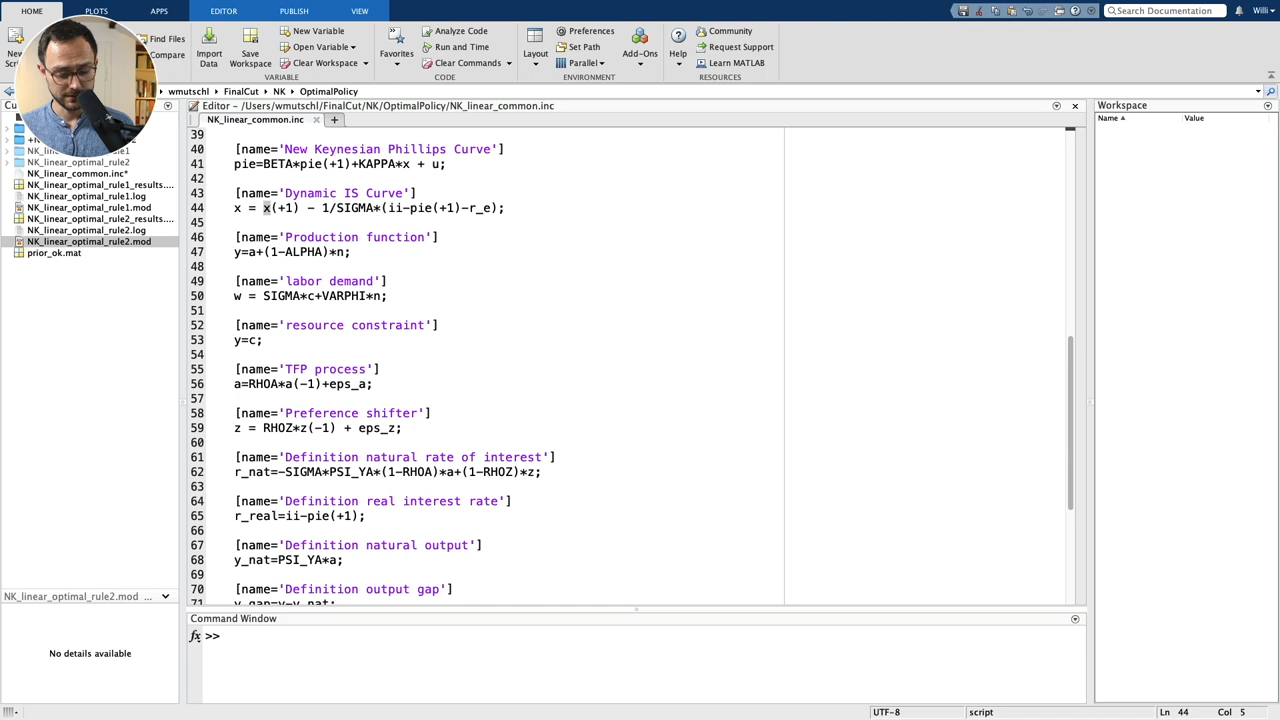 HOME PLOTS APPS EDITOR PUBLISH VIEW
Search Documentation Willi
New
Find Files
Compare
Import
Data
Save
Workspace
New Variable
Open Variable
Clear Workspace
VARIABLE
Favorites
Analyze Code
Run and Time
Clear Commands
CODE
Layout
Preferences
Set Path
Parallel
ENVIRONMENT
Add-Ons
Help
Community
Request Support
Learn MATLAB
RESOURCES
wmutschl FinalCut NK OptimalPolicy
Editor - /Users/wmutschl/FinalCut/NK/OptimalPolicy/NK_linear_common.inc
NK_linear_common.inc
NK_linear_optimal_rule2
NK_linear_common.inc*
NK_linear_optimal_rule1_results....
NK_linear_optimal_rule1.log
NK_linear_optimal_rule1.mod
NK_linear_optimal_rule2_results....
NK_linear_optimal_rule2.log
NK_linear_optimal_rule2.mod
prior_ok.mat
NK_linear_optimal_rule2.mod ...
No details available
39
40 [name='New Keynesian Phillips Curve']
41 pie=BETA*pie(+1)+KAPPA*x + u;
42
43 [name='Dynamic IS Curve']
44 x = x(+1) - 1/SIGMA*(ii-pie(+1)-r_e);
45
46 [name='Production function']
47 y=a+(1-ALPHA)*n;
48
49 [name='labor demand']
50 w = SIGMA*c+VARPHI*n;
51
52 [name='resource constraint']
53 y=c;
54
55 [name='TFP process']
56 a=RHOA*a(-1)+eps_a;
57
58 [name='Preference shifter']
59 z = RHOZ*z(-1) + eps_z;
60
61 [name='Definition natural rate of interest']
62 r_nat=-SIGMA*PSI_YA*(1-RHOA)*a+(1-RHOZ)*z;
63
64 [name='Definition real interest rate']
65 r_real=ii-pie(+1);
66
67 [name='Definition natural output']
68 y_nat=PSI_YA*a;
69
70 [name='Definition output gap']
71 y_gap=y-y_nat;
Command Window
fx >>
Workspace
Name Value
UTF-8 script Ln 44 Col 5